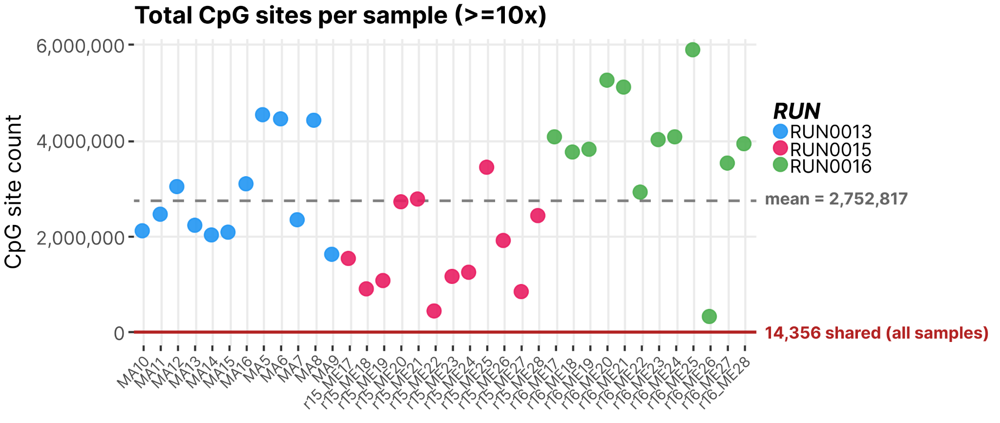 Total CpG sites per sample (>=10x)
CpG site count
6,000,000
4,000,000
2,000,000
0
RUN
RUN0013
RUN0015
RUN0016
mean = 2,752,817
14,356 shared (all samples)
MA10
MA11
MA12
MA13
MA14
MA15
MA16
MA5
MA6
MA7
MA8
MA9
r15_ME17
r15_ME18
r15_ME19
r15_ME20
r15_ME21
r15_ME22
r15_ME23
r15_ME24
r15_ME25
r15_ME26
r15_ME27
r15_ME28
r16_ME17
r16_ME18
r16_ME19
r16_ME20
r16_ME21
r16_ME22
r16_ME23
r16_ME24
r16_ME25
r16_ME26
r16_ME27
r16_ME28